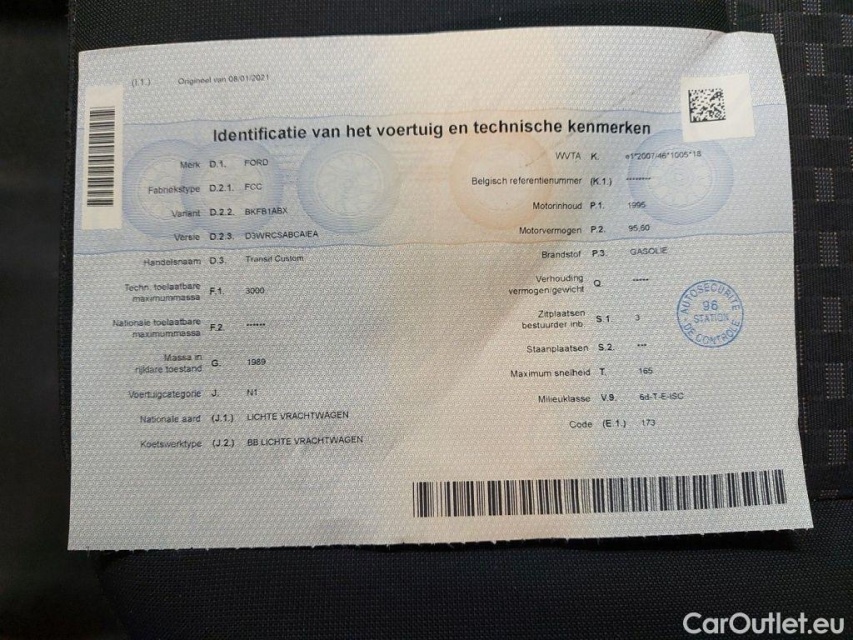 (I.1.) Origineel van 08/01/2021
Identificatie van het voertuig en technische kenmerken
Merk D.1. FORD
Fabriekstype D.2.1. FCC
Variant D.2.2. BKFB1ABX
Versie D.2.3. D3WRCSABCAIEA
Handelsnaam D.3. Transit Custom
Techn. toelaatbare
maximummassa F.1. 3000
Nationale toelaatbare
maximummassa F.2. ------
Massa in
rijklare toestand G. 1989
Voertuigcategorie J. N1
Nationale aard (J.1.) LICHTE VRACHTWAGEN
Koetswerktype (J.2.) BB LICHTE VRACHTWAGEN
WVTA K. e1*2007/46*1005*18
Belgisch referentienummer (K.1.) --------
Motorinhoud P.1. 1995
Motorvermogen P.2. 95,60
Brandstof P.3. GASOLIE
Verhouding
vermogen/gewicht Q -----
Zitplaatsen
bestuurder inb. S.1. 3
Staanplaatsen S.2. ---
Maximum snelheid T. 165
Milieuklasse V.9. 6d-T-E-ISC
Code (E.1.) 173
AUTOSECURITE
96
STATION
DE CONTROLE
CarOutlet.eu